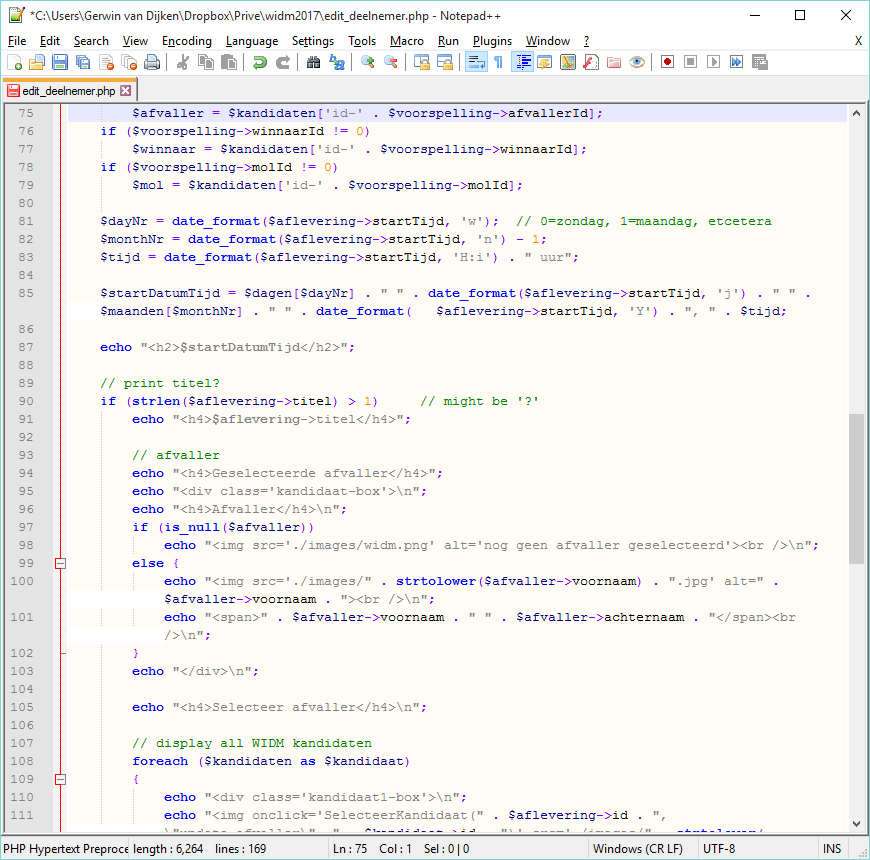 *C:\Users\Gerwin van Dijken\Dropbox\Prive\widm2017\edit_deelnemer.php - Notepad++
File Edit Search View Encoding Language Settings Tools Macro Run Plugins Window ? X
edit_deelnemer.php
75 $afvaller = $kandidaten['id-' . $voorspelling->afvallerId];
76 if ($voorspelling->winnaarId != 0)
77 $winnaar = $kandidaten['id-' . $voorspelling->winnaarId];
78 if ($voorspelling->molId != 0)
79 $mol = $kandidaten['id-' . $voorspelling->molId];
80
81 $dayNr = date_format($aflevering->startTijd, 'w'); // 0=zondag, 1=maandag, etcetera
82 $monthNr = date_format($aflevering->startTijd, 'n') - 1;
83 $tijd = date_format($aflevering->startTijd, 'H:i') . " uur";
84
85 $startDatumTijd = $dagen[$dayNr] . " " . date_format($aflevering->startTijd, 'j') . " " .
$maanden[$monthNr] . " " . date_format( $aflevering->startTijd, 'Y') . ", " . $tijd;
86
87 echo "<h2>$startDatumTijd</h2>";
88
89 // print titel?
90 if (strlen($aflevering->titel) > 1) // might be '?'
91 echo "<h4>$aflevering->titel</h4>";
92
93 // afvaller
94 echo "<h4>Geselecteerde afvaller</h4>";
95 echo "<div class='kandidaat-box'>\n";
96 echo "<h4>Afvaller</h4>\n";
97 if (is_null($afvaller))
98 echo "<img src='./images/widm.png' alt='nog geen afvaller geselecteerd'><br />\n";
99 else {
100 echo "<img src='./images/" . strtolower($afvaller->voornaam) . ".jpg' alt=" .
$afvaller->voornaam . "><br />\n";
101 echo "<span>" . $afvaller->voornaam . " " . $afvaller->achternaam . "</span><br
/>\n";
102 }
103 echo "</div>\n";
104
105 echo "<h4>Selecteer afvaller</h4>\n";
106
107 // display all WIDM kandidaten
108 foreach ($kandidaten as $kandidaat)
109 {
110 echo "<div class='kandidaat1-box'>\n";
111 echo "<img onclick='SelecteerKandidaat(" . $aflevering->id . ",
PHP Hypertext Preproce length : 6,264 lines : 169 Ln : 75 Col : 1 Sel : 0 | 0 Windows (CR LF) UTF-8 INS